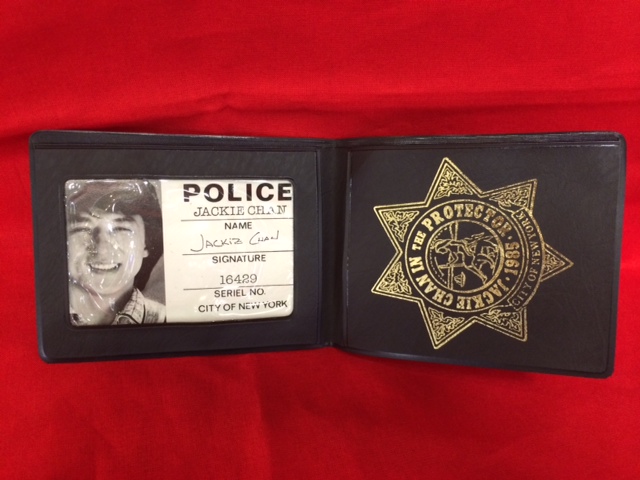 POLICE
JACKIE CHAN
NAME
Jackie Chan
SIGNATURE
16429
SERIEL NO.
CITY OF NEW YORK
JACKIE CHAN IN THE PROTECTOR · 1985 ·
CITY OF NEW YORK